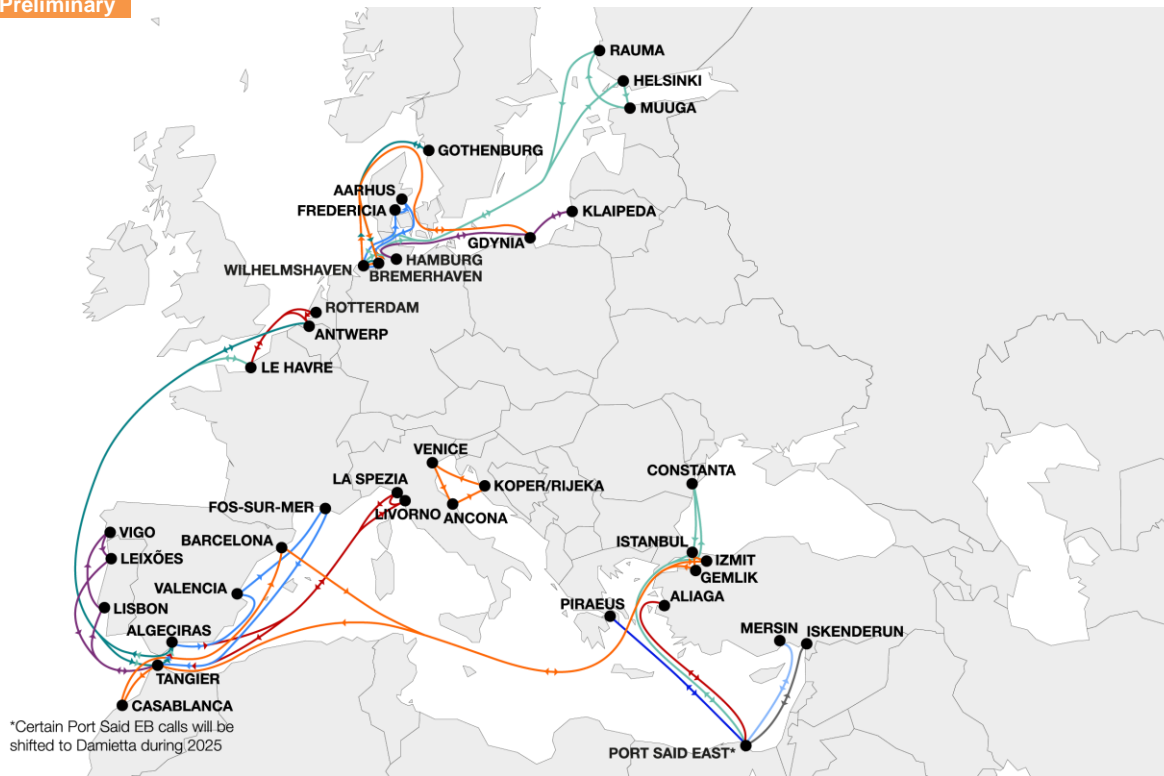 Preliminary
RAUMA
HELSINKI
MUUGA
GOTHENBURG
AARHUS
FREDERICIA
KLAIPEDA
GDYNIA
HAMBURG
WILHELMSHAVEN
BREMERHAVEN
ROTTERDAM
ANTWERP
LE HAVRE
VENICE
LA SPEZIA
KOPER/RIJEKA
CONSTANTA
FOS-SUR-MER
LIVORNO
ANCONA
VIGO
BARCELONA
ISTANBUL
LEIXÕES
IZMIT
GEMLIK
VALENCIA
ALIAGA
LISBON
PIRAEUS
ALGECIRAS
MERSIN
ISKENDERUN
TANGIER
CASABLANCA
*Certain Port Said EB calls will be
shifted to Damietta during 2025
PORT SAID EAST*